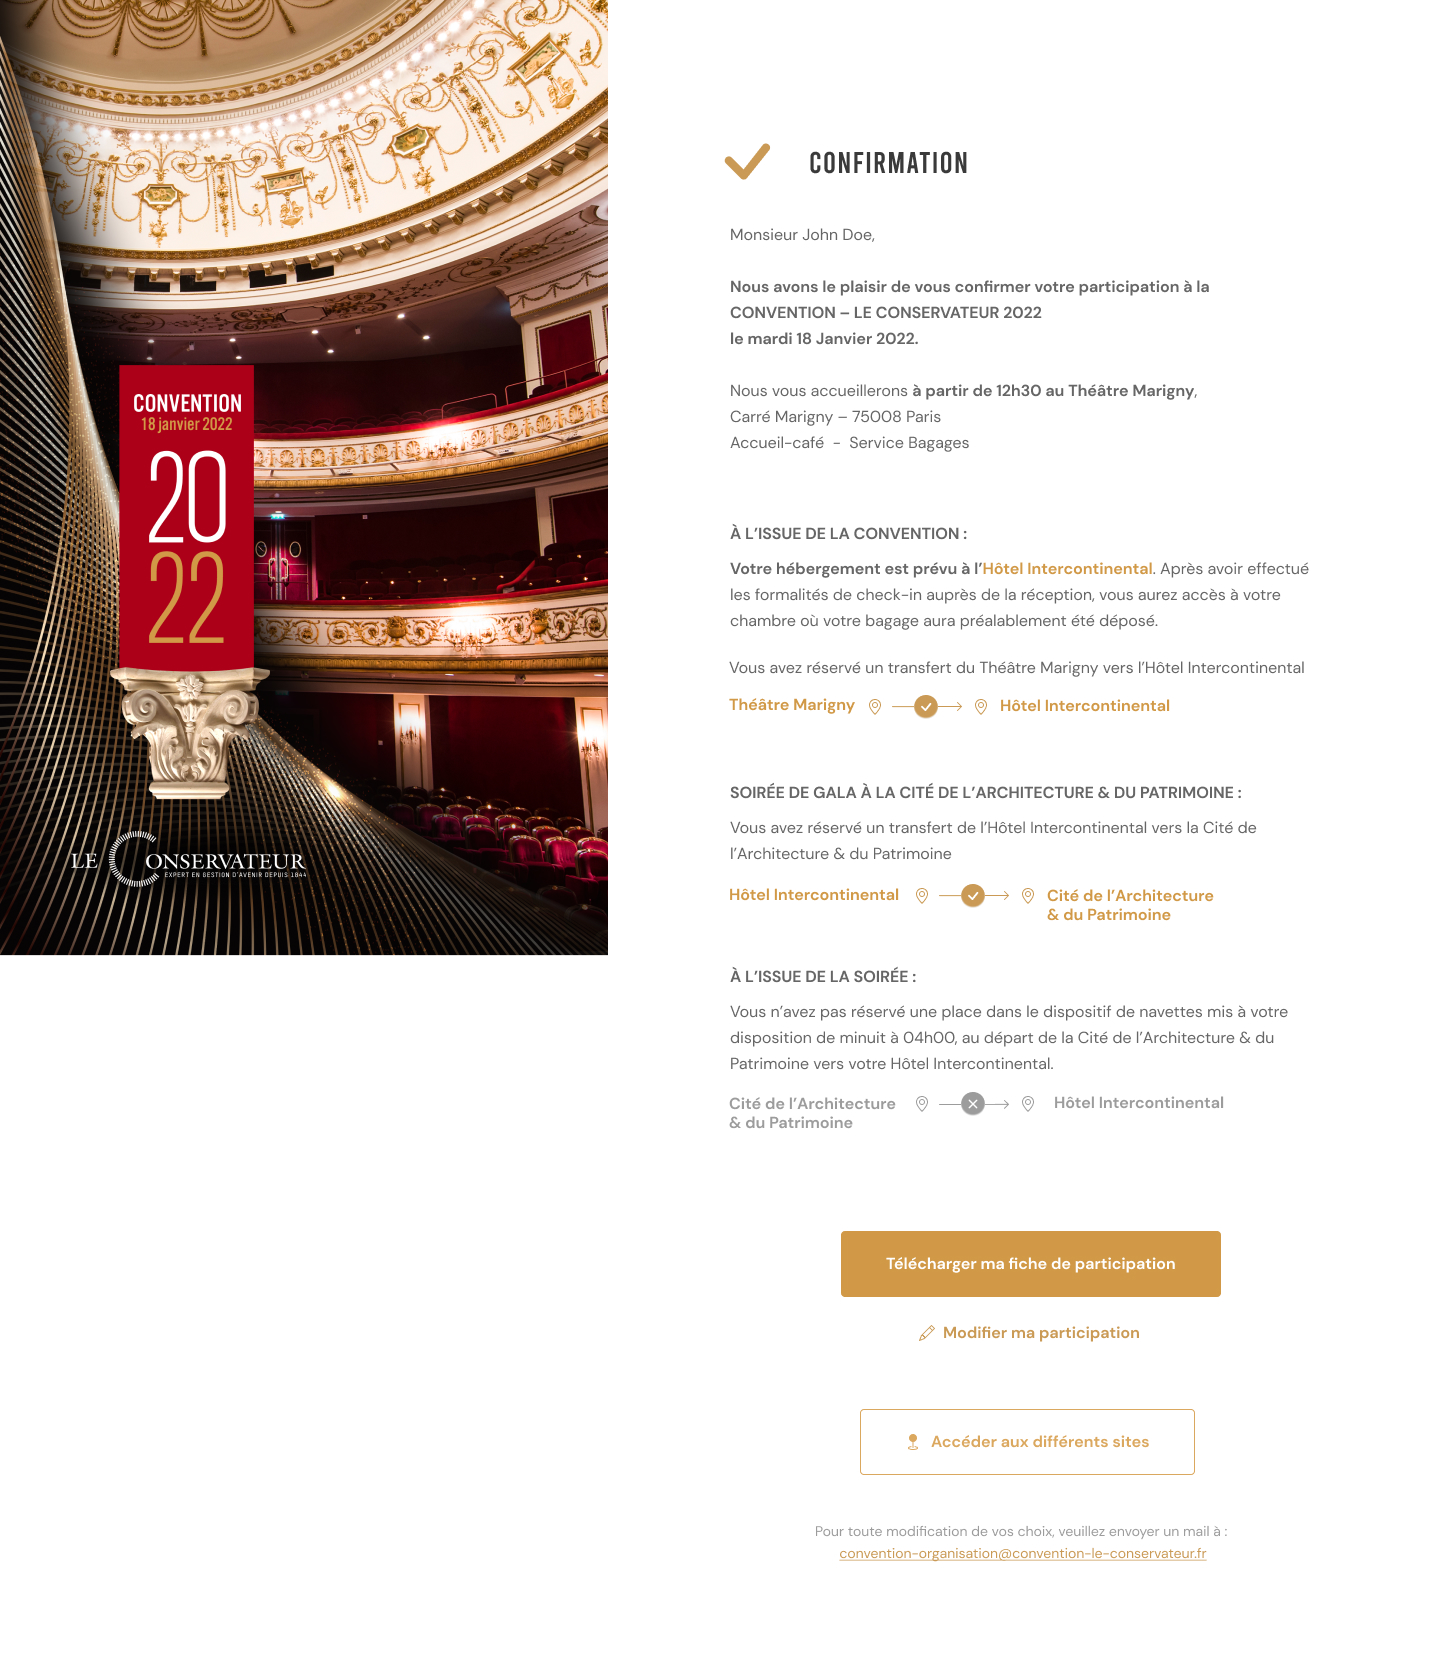 CONVENTION
18 janvier 2022
20
22
LE CONSERVATEUR
EXPERT EN GESTION D'AVENIR DEPUIS 1844
CONFIRMATION
Monsieur John Doe,
Nous avons le plaisir de vous confirmer votre participation à la
CONVENTION – LE CONSERVATEUR 2022
le mardi 18 Janvier 2022.
Nous vous accueillerons à partir de 12h30 au Théâtre Marigny,
Carré Marigny – 75008 Paris
Accueil-café - Service Bagages
À L’ISSUE DE LA CONVENTION :
Votre hébergement est prévu à l’Hôtel Intercontinental. Après avoir effectué
les formalités de check-in auprès de la réception, vous aurez accès à votre
chambre où votre bagage aura préalablement été déposé.
Vous avez réservé un transfert du Théâtre Marigny vers l’Hôtel Intercontinental
Théâtre Marigny Hôtel Intercontinental
SOIRÉE DE GALA À LA CITÉ DE L’ARCHITECTURE & DU PATRIMOINE :
Vous avez réservé un transfert de l’Hôtel Intercontinental vers la Cité de
l’Architecture & du Patrimoine
Hôtel Intercontinental Cité de l’Architecture
& du Patrimoine
À L’ISSUE DE LA SOIRÉE :
Vous n’avez pas réservé une place dans le dispositif de navettes mis à votre
disposition de minuit à 04h00, au départ de la Cité de l’Architecture & du
Patrimoine vers votre Hôtel Intercontinental.
Cité de l’Architecture Hôtel Intercontinental
& du Patrimoine
Télécharger ma fiche de participation
Modifier ma participation
Accéder aux différents sites
Pour toute modification de vos choix, veuillez envoyer un mail à :
convention-organisation@convention-le-conservateur.fr